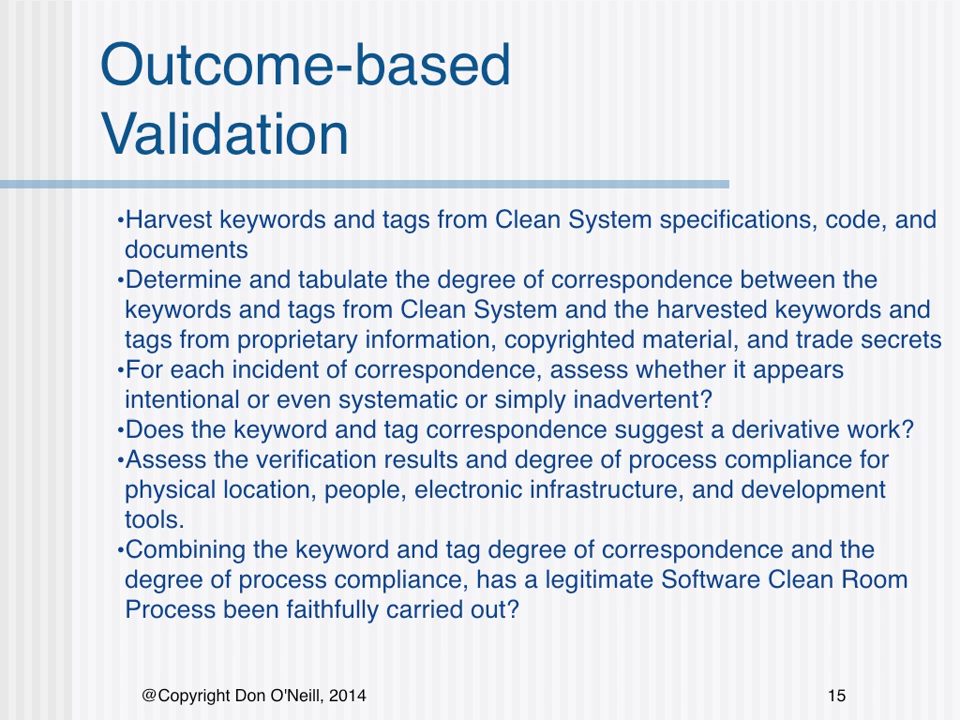 Outcome-based
Validation
•Harvest keywords and tags from Clean System specifications, code, and
documents
•Determine and tabulate the degree of correspondence between the
keywords and tags from Clean System and the harvested keywords and
tags from proprietary information, copyrighted material, and trade secrets
•For each incident of correspondence, assess whether it appears
intentional or even systematic or simply inadvertent?
•Does the keyword and tag correspondence suggest a derivative work?
•Assess the verification results and degree of process compliance for
physical location, people, electronic infrastructure, and development
tools.
•Combining the keyword and tag degree of correspondence and the
degree of process compliance, has a legitimate Software Clean Room
Process been faithfully carried out?
@Copyright Don O'Neill, 2014
15